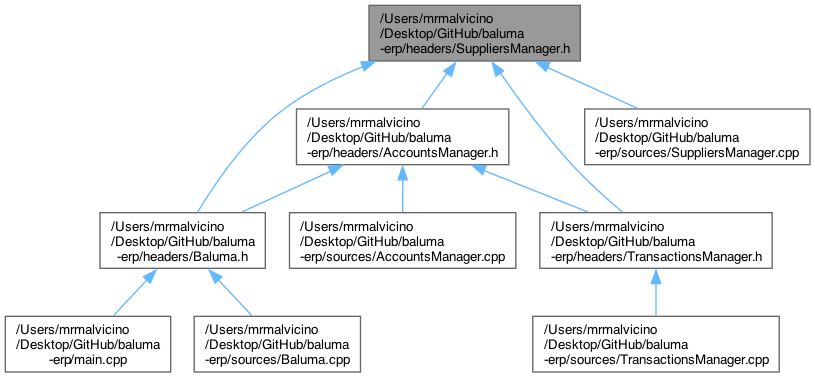 /Users/mrmalvicino
/Desktop/GitHub/baluma
-erp/headers/SuppliersManager.h
/Users/mrmalvicino
/Desktop/GitHub/baluma
-erp/headers/AccountsManager.h
/Users/mrmalvicino
/Desktop/GitHub/baluma
-erp/sources/SuppliersManager.cpp
/Users/mrmalvicino
/Desktop/GitHub/baluma
-erp/headers/Baluma.h
/Users/mrmalvicino
/Desktop/GitHub/baluma
-erp/sources/AccountsManager.cpp
/Users/mrmalvicino
/Desktop/GitHub/baluma
-erp/headers/TransactionsManager.h
/Users/mrmalvicino
/Desktop/GitHub/baluma
-erp/main.cpp
/Users/mrmalvicino
/Desktop/GitHub/baluma
-erp/sources/Baluma.cpp
/Users/mrmalvicino
/Desktop/GitHub/baluma
-erp/sources/TransactionsManager.cpp